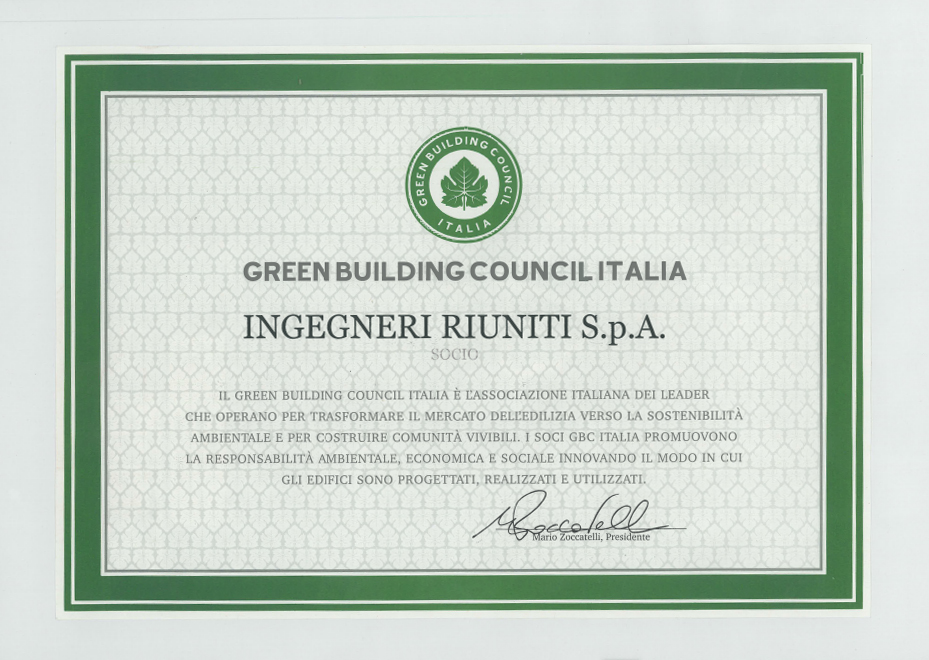 GREEN BUILDING COUNCIL
ITALIA
GREEN BUILDING COUNCIL ITALIA
INGEGNERI RIUNITI S.p.A.
SOCIO
IL GREEN BUILDING COUNCIL ITALIA È L'ASSOCIAZIONE ITALIANA DEI LEADER
CHE OPERANO PER TRASFORMARE IL MERCATO DELL'EDILIZIA VERSO LA SOSTENIBILITÀ
AMBIENTALE E PER COSTRUIRE COMUNITÀ VIVIBILI. I SOCI GBC ITALIA PROMUOVONO
LA RESPONSABILITÀ AMBIENTALE, ECONOMICA E SOCIALE INNOVANDO IL MODO IN CUI
GLI EDIFICI SONO PROGETTATI, REALIZZATI E UTILIZZATI.
MZoccatelli
Mario Zoccatelli, Presidente